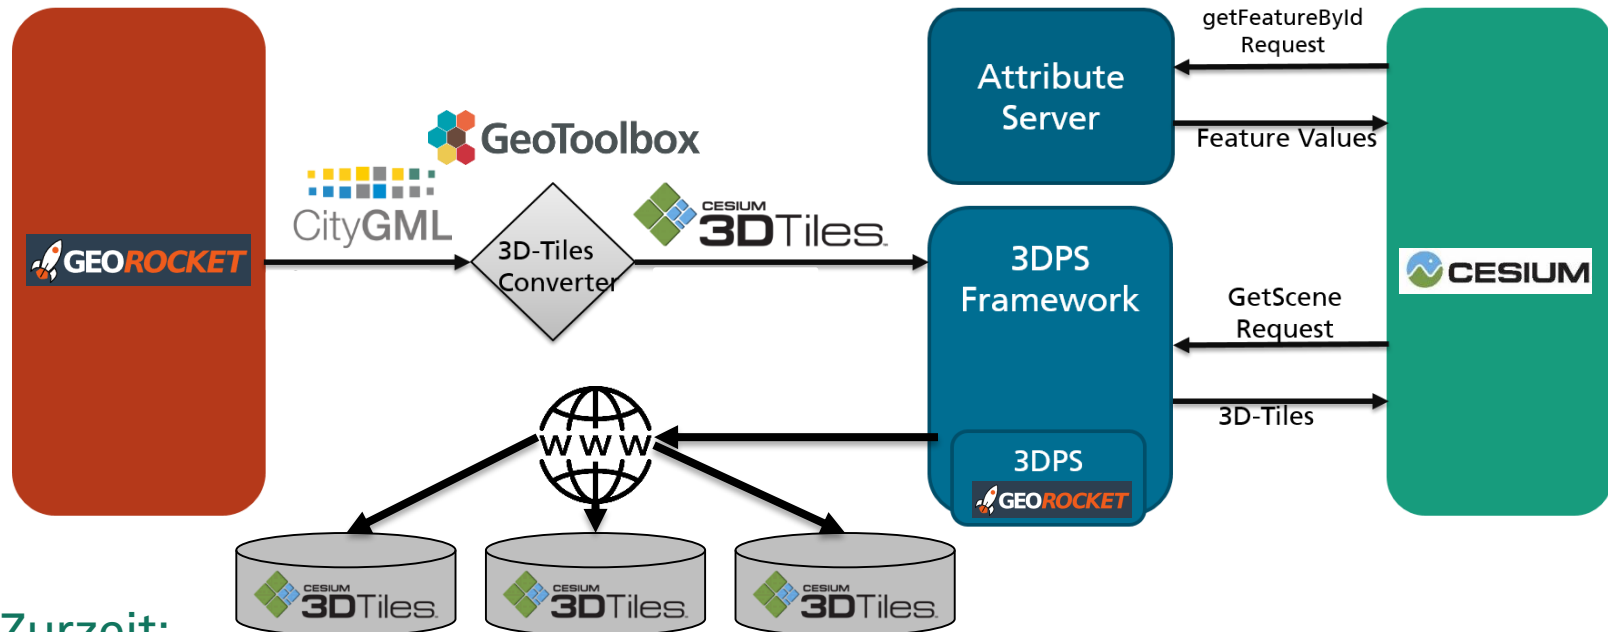 GEOROCKET
CityGML
GeoToolbox
3D-Tiles
Converter
CESIUM
3DTiles
Attribute
Server
3DPS
Framework
3DPS
GEOROCKET
getFeatureById
Request
Feature Values
GetScene
Request
3D-Tiles
CESIUM
WWW
CESIUM
3DTiles
CESIUM
3DTiles
CESIUM
3DTiles
Zurzeit: